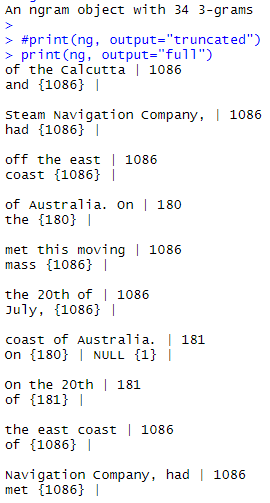 An ngram object with 34 3-grams
>
> #print(ng, output="truncated")
> print(ng, output="full")
of the Calcutta | 1086
and {1086} |
Steam Navigation Company, | 1086
had {1086} |
off the east | 1086
coast {1086} |
of Australia. On | 180
the {180} |
met this moving | 1086
mass {1086} |
the 20th of | 1086
July, {1086} |
coast of Australia. | 181
On {180} | NULL {1} |
On the 20th | 181
of {181} |
the east coast | 1086
of {1086} |
Navigation Company, had | 1086
met {1086} |